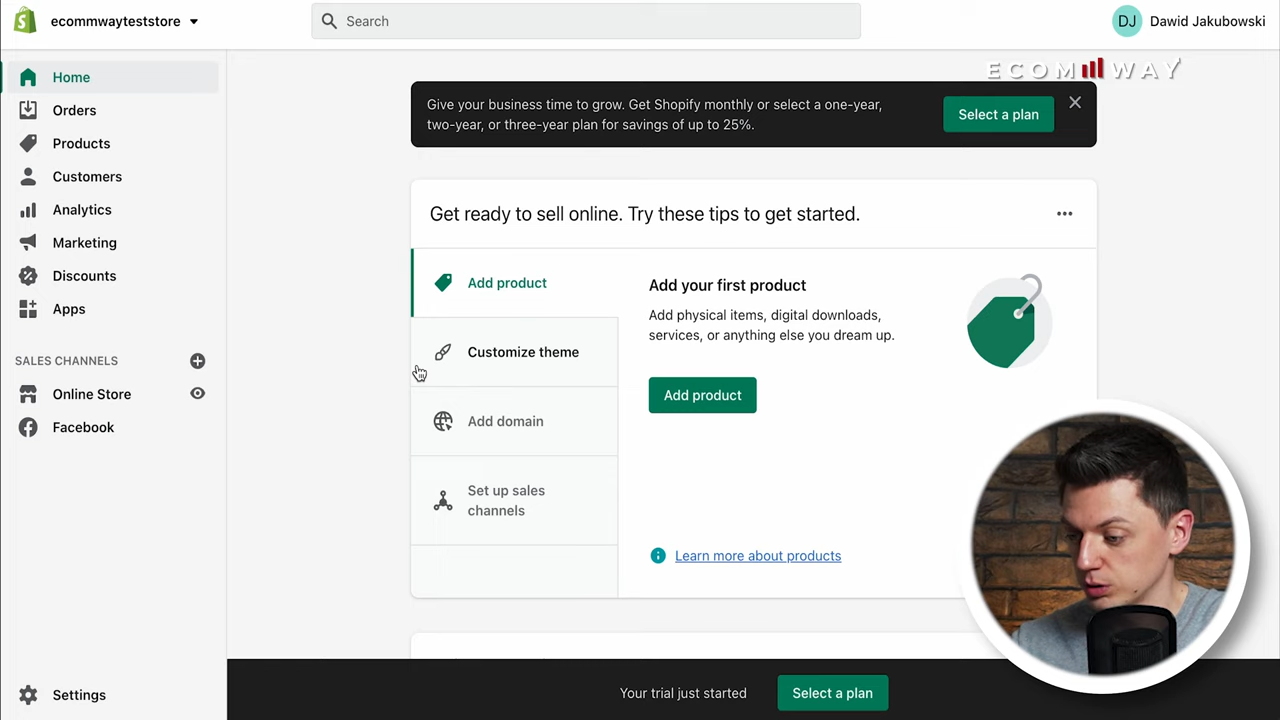 ecommwayteststore
Search
DJ
Dawid Jakubowski
ECOM WAY
Home
Orders
Products
Customers
Analytics
Marketing
Discounts
Apps
SALES CHANNELS
Online Store
Facebook
Settings
Give your business time to grow. Get Shopify monthly or select a one-year,
two-year, or three-year plan for savings of up to 25%.
Select a plan
Get ready to sell online. Try these tips to get started.
Add product
Customize theme
Add domain
Set up sales
channels
Add your first product
Add physical items, digital downloads,
services, or anything else you dream up.
Add product
Learn more about products
Your trial just started
Select a plan